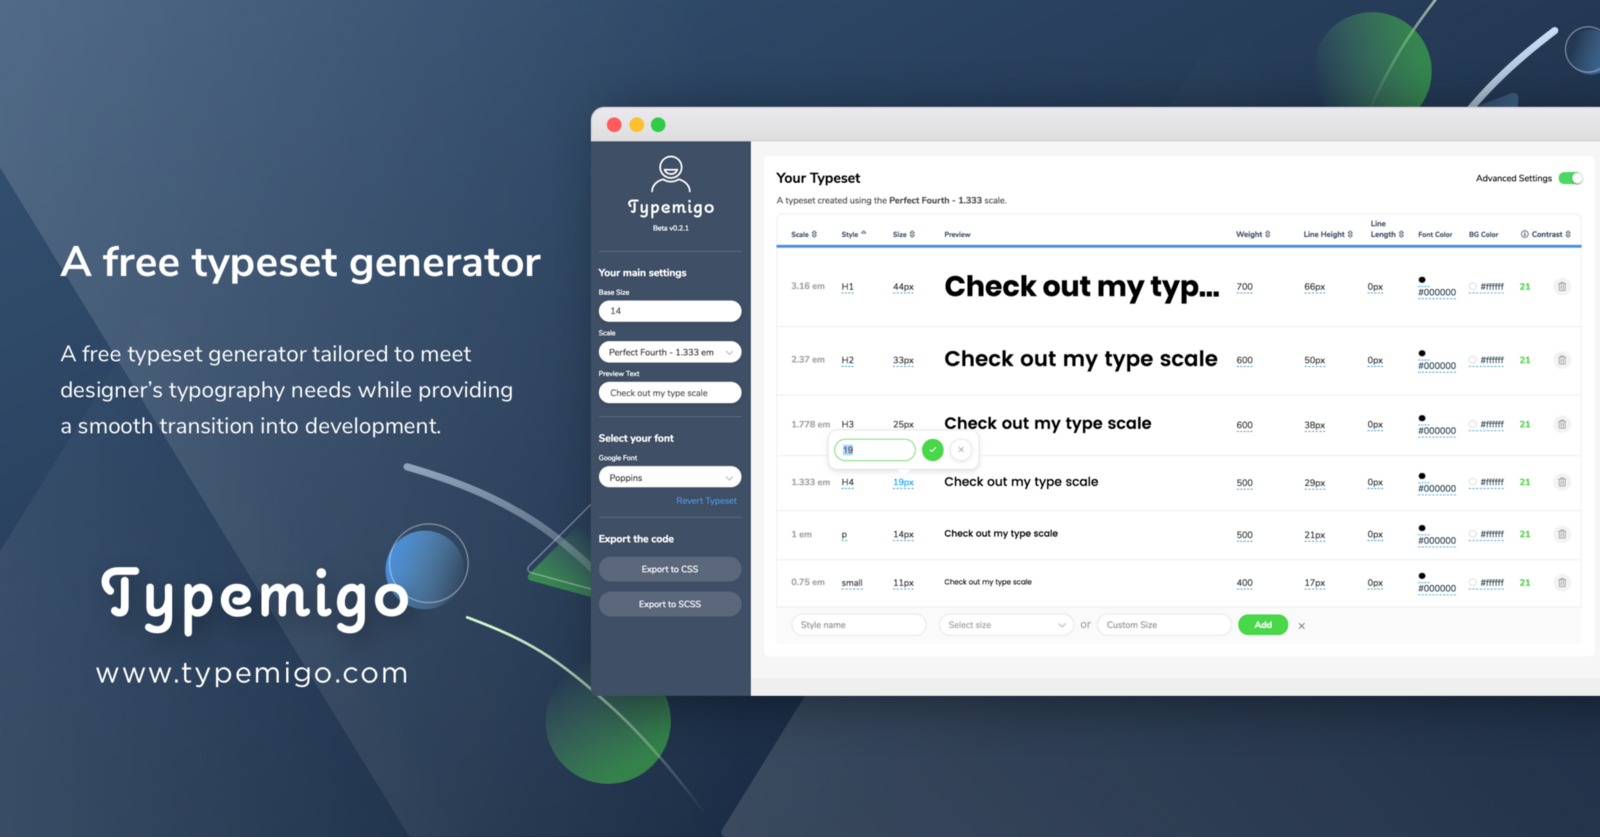 A free typeset generator
A free typeset generator tailored to meet
designer's typography needs while providing
a smooth transition into development.
Typemigo
www.typemigo.com
Typemigo
Beta v0.2.1
Your main settings
Base Size
14
Scale
Perfect Fourth - 1.333 em
Preview Text
Check out my type scale
Select your font
Google Font
Poppins
Revert Typeset
Export the code
Export to CSS
Export to SCSS
Your Typeset
Advanced Settings
A typeset created using the Perfect Fourth - 1.333 scale.
Scale Style Size Preview Weight Line Height Line Length Font Color BG Color Contrast
3.16 em H1 44px Check out my typ... 700 66px 0px #000000 #ffffff 21
2.37 em H2 33px Check out my type scale 600 50px 0px #000000 #ffffff 21
1.778 em H3 25px Check out my type scale 600 38px 0px #000000 #ffffff 21
19
1.333 em H4 19px Check out my type scale 500 29px 0px #000000 #ffffff 21
1 em p 14px Check out my type scale 500 21px 0px #000000 #ffffff 21
0.75 em small 11px Check out my type scale 400 17px 0px #000000 #ffffff 21
Style name Select size or Custom Size Add